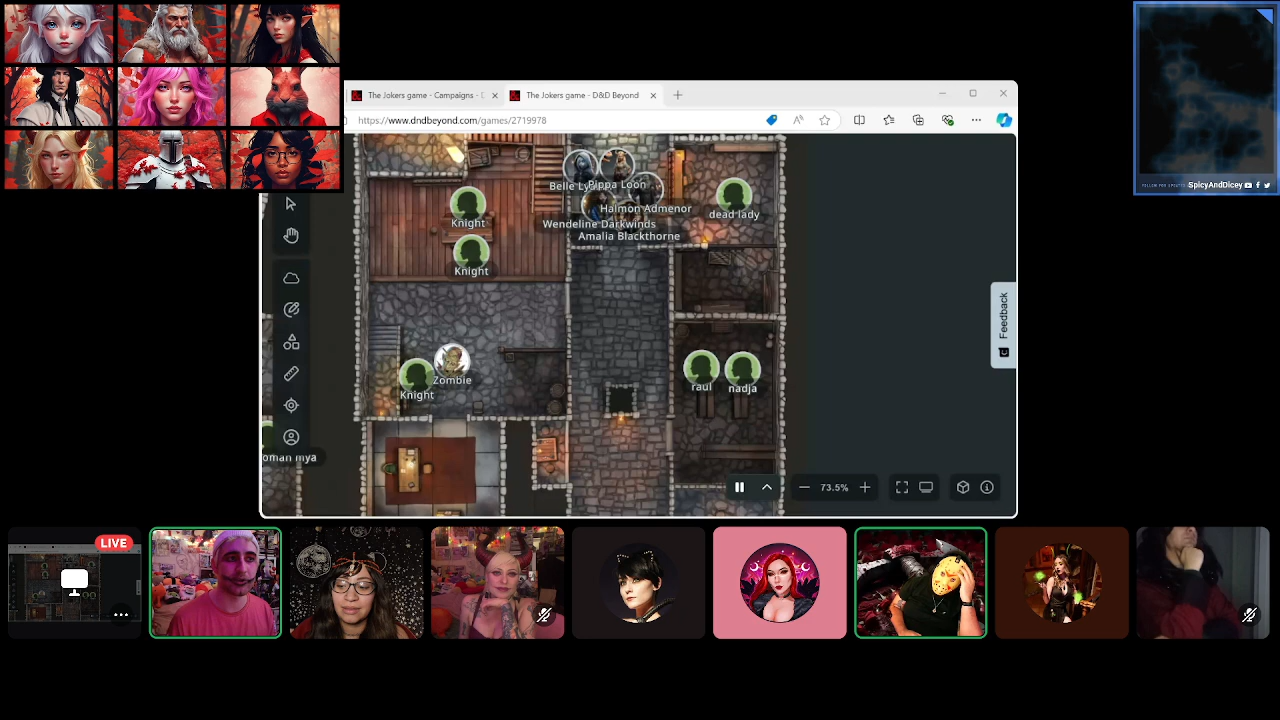 The Jokers game - Campaigns -
The Jokers game - D&D Beyond
https://www.dndbeyond.com/games/2719978
SpicyAndDicey
Belle Ly
Pippa Loon
Knight
Halmon Admenor
dead lady
Wendeline Darkwinds
Amalia Blackthorne
Knight
Feedback
Zombie
Knight
raul
nadja
oman mya
73.5%
LIVE